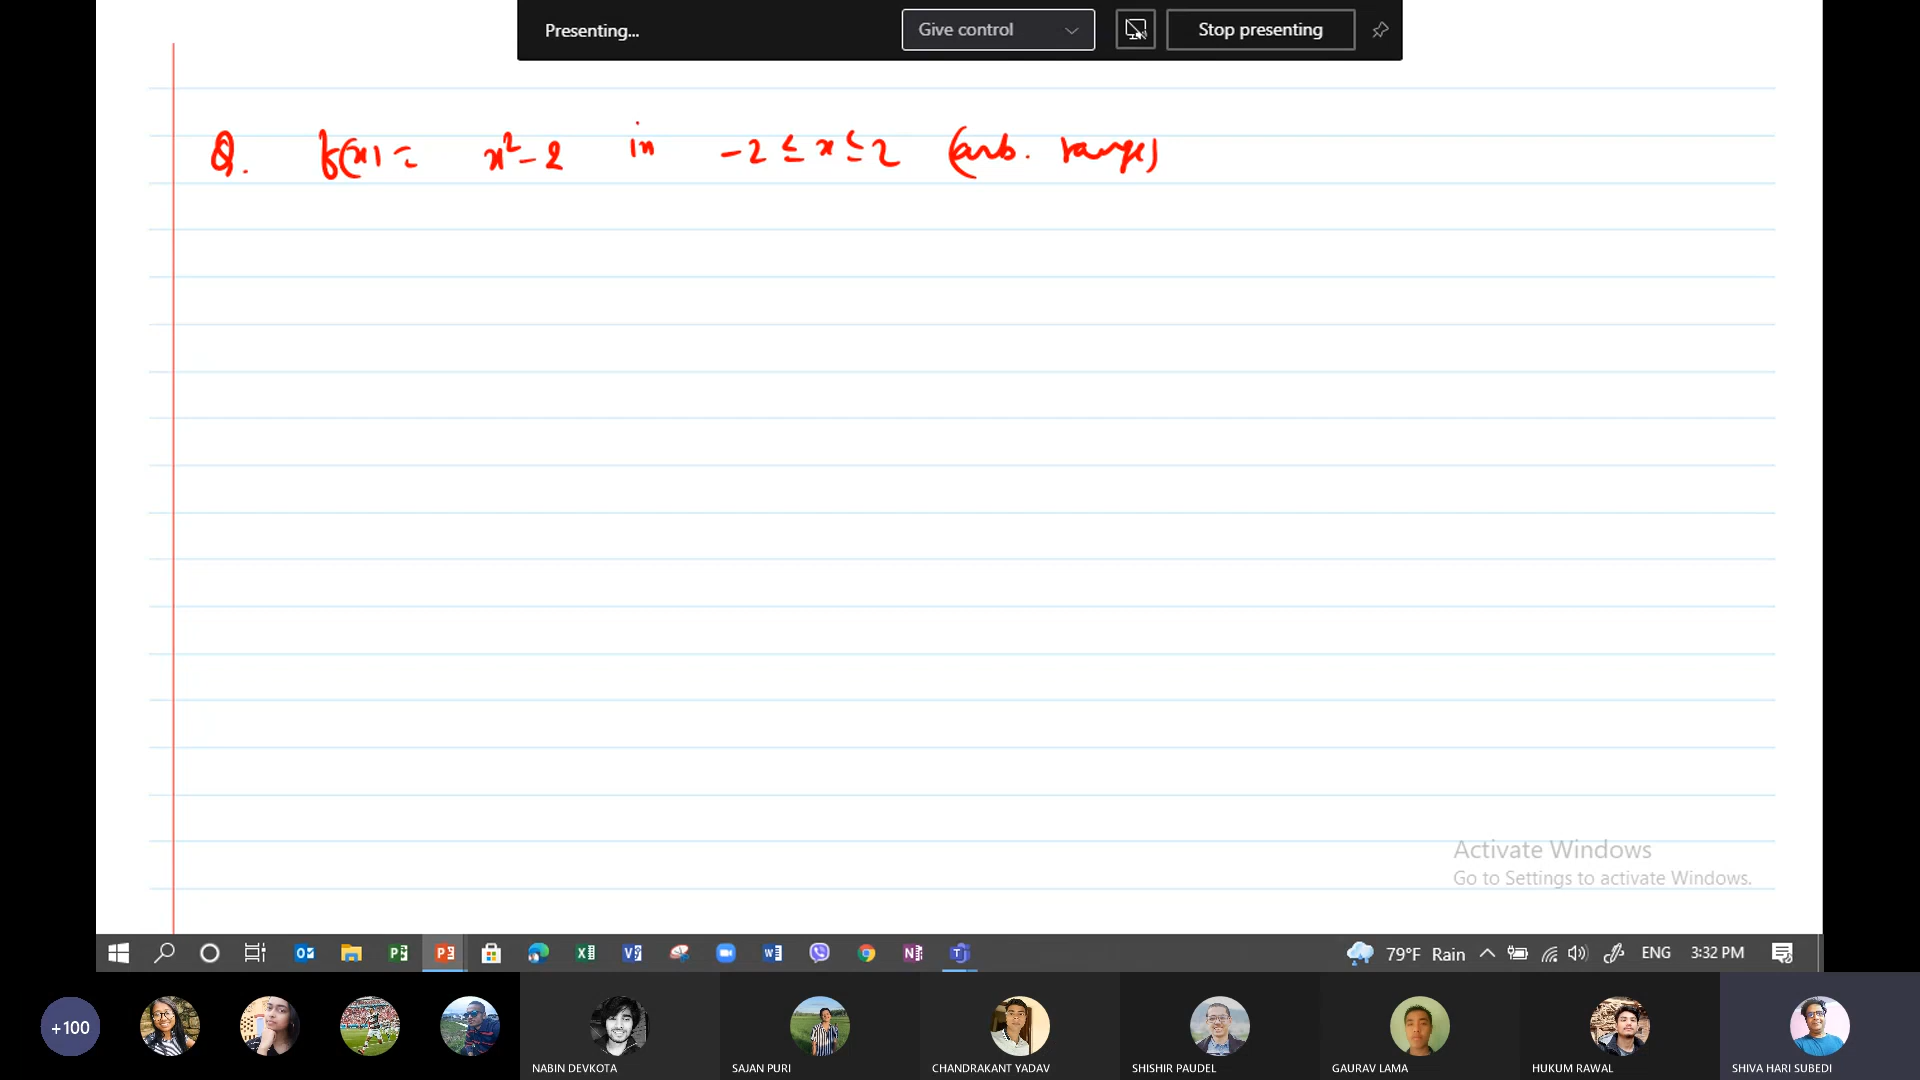 Presenting...
Give control
Stop presenting
Q. f(x) = x²-2 in -2 ≤ x ≤ 2 (arb. range)
Activate Windows
Go to Settings to activate Windows.
79°F Rain ENG 3:32 PM
+100
NABIN DEVKOTA
SAJAN PURI
CHANDRAKANT YADAV
SHISHIR PAUDEL
GAURAV LAMA
HUKUM RAWAL
SHIVA HARI SUBEDI